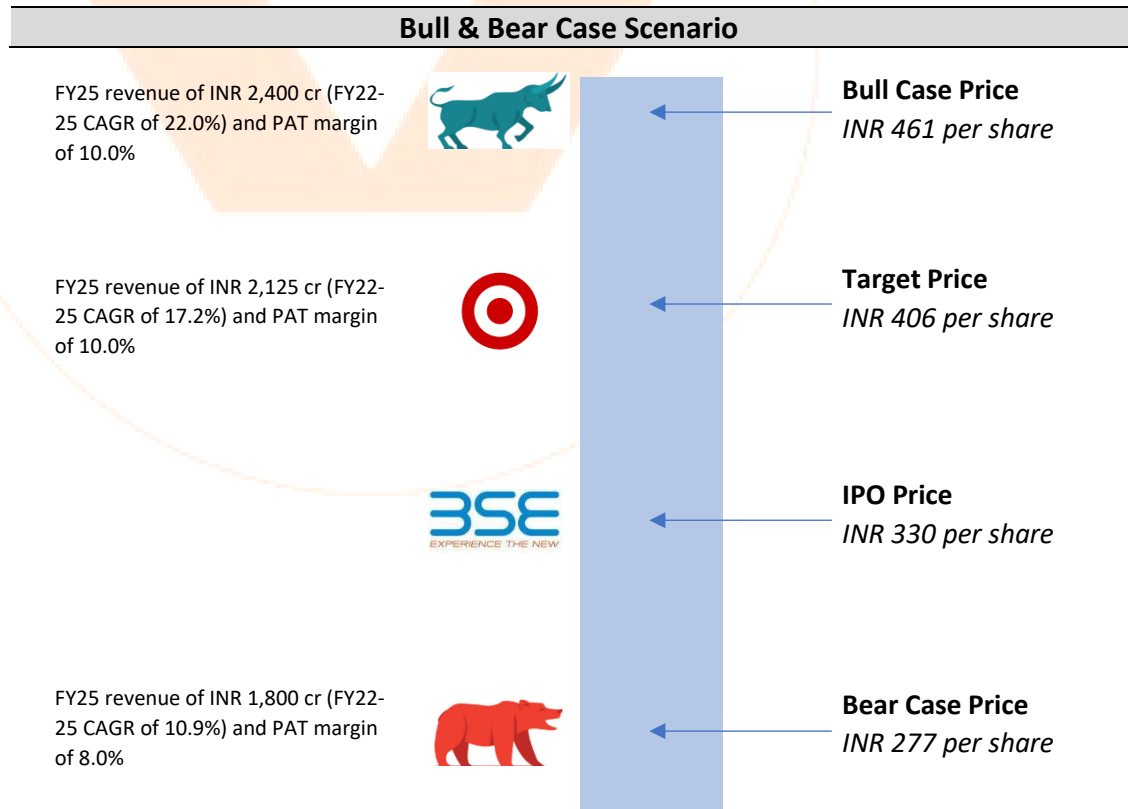 Bull & Bear Case Scenario
FY25 revenue of INR 2,400 cr (FY22-
25 CAGR of 22.0%) and PAT margin
of 10.0%
Bull Case Price
INR 461 per share
FY25 revenue of INR 2,125 cr (FY22-
25 CAGR of 17.2%) and PAT margin
of 10.0%
Target Price
INR 406 per share
BSE
EXPERIENCE THE NEW
IPO Price
INR 330 per share
FY25 revenue of INR 1,800 cr (FY22-
25 CAGR of 10.9%) and PAT margin
of 8.0%
Bear Case Price
INR 277 per share